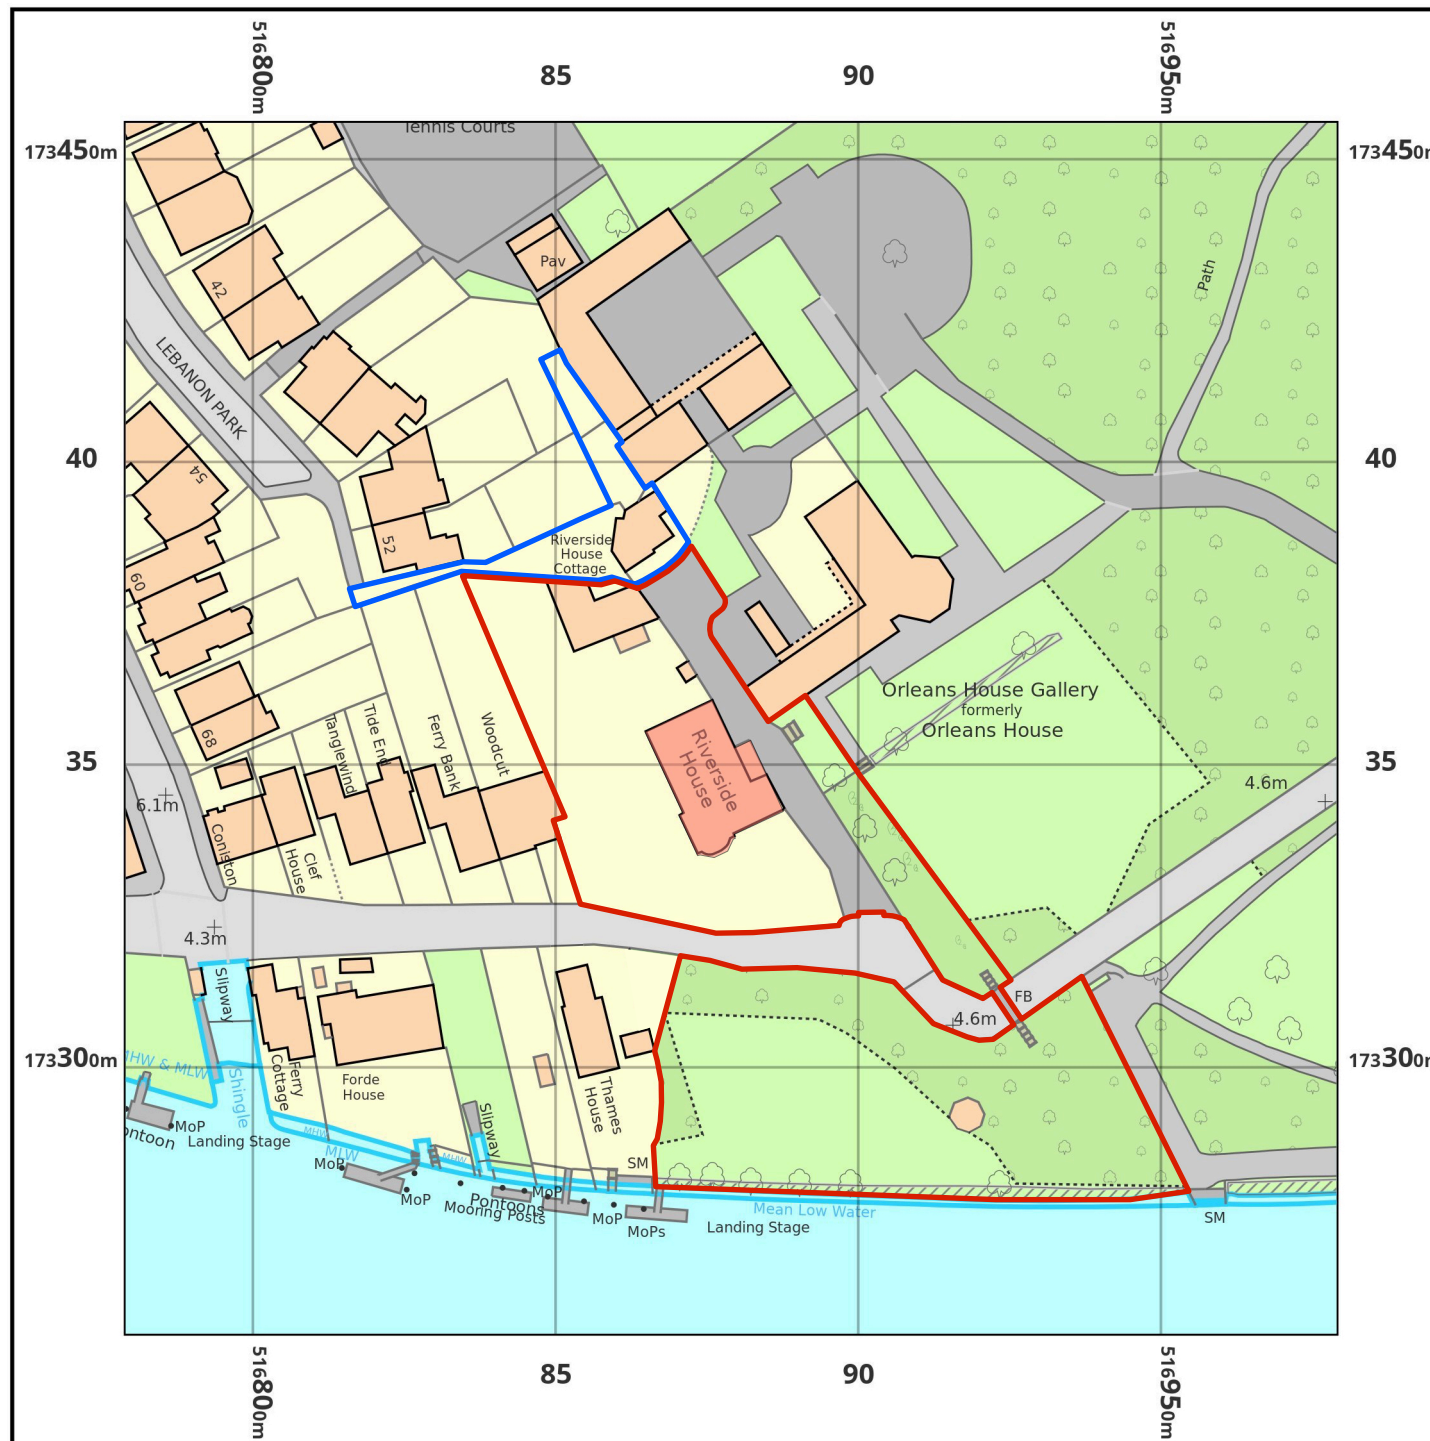 516800m
85
90
516950m
173450m
173450m
Tennis Courts
Pav
Path
42
LEBANON PARK
40
40
54
52
Riverside
House
Cottage
60
Orleans House Gallery
formerly
Orleans House
68
Tanglewind
Tide End
Ferry Bank
Woodcut
Riverside
House
35
35
4.6m
6.1m
Coniston
Clef
House
4.3m
Slipway
FB
4.6m
173300m
173300m
MHW & MLW
Shingle
Ferry
Cottage
Forde
House
Thames
House
Slipway
MoP
Landing Stage
ontoon
MHW
MLW
MHW
MoP
MoP
Pontoons
MoP
Mooring Posts
SM
MoP
MoPs
Landing Stage
Mean Low Water
SM
516800m
85
90
516950m